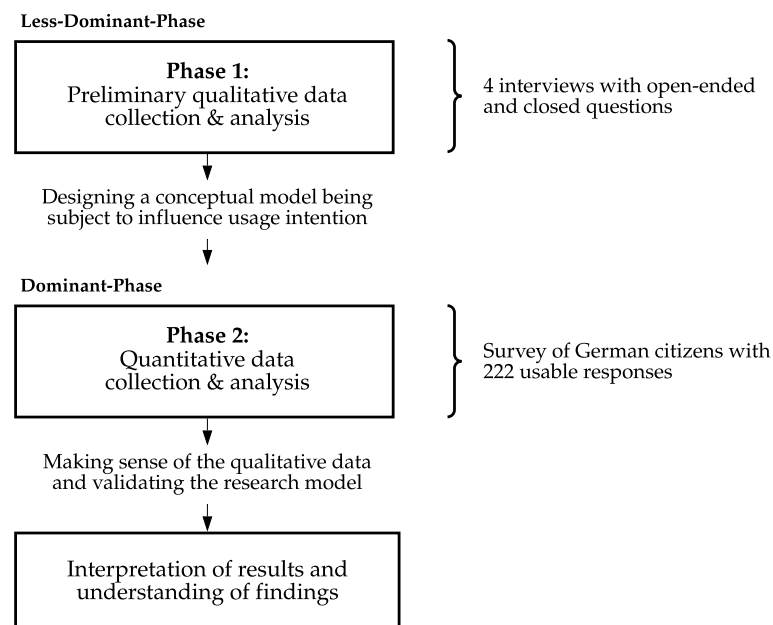 Less-Dominant-Phase
Phase 1:
Preliminary qualitative data
collection & analysis
4 interviews with open-ended
and closed questions
Designing a conceptual model being
subject to influence usage intention
Dominant-Phase
Phase 2:
Quantitative data
collection & analysis
Survey of German citizens with
222 usable responses
Making sense of the qualitative data
and validating the research model
Interpretation of results and
understanding of findings